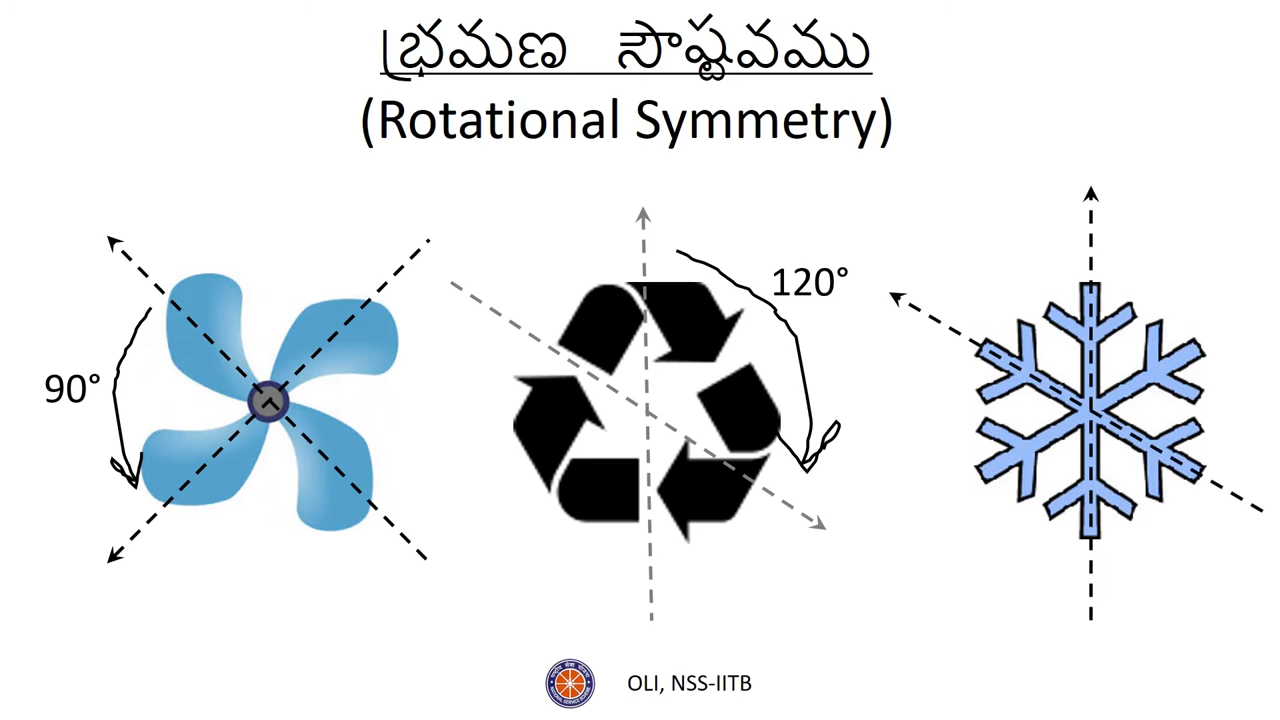 భ్రమణ సౌష్టవము
(Rotational Symmetry)
90°
120°
OLI, NSS-IITB